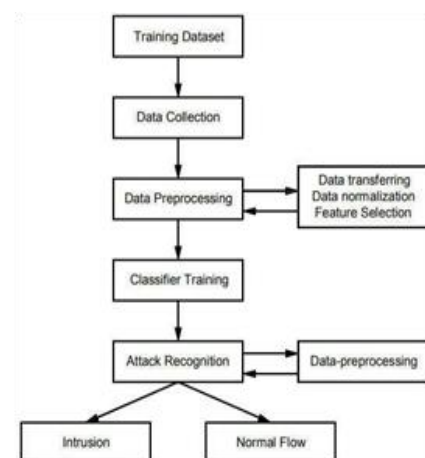 Training Dataset
Data Collection
Data Preprocessing
Data transferring
Data normalization
Feature Selection
Classifier Training
Attack Recognition
Data-preprocessing
Intrusion
Normal Flow